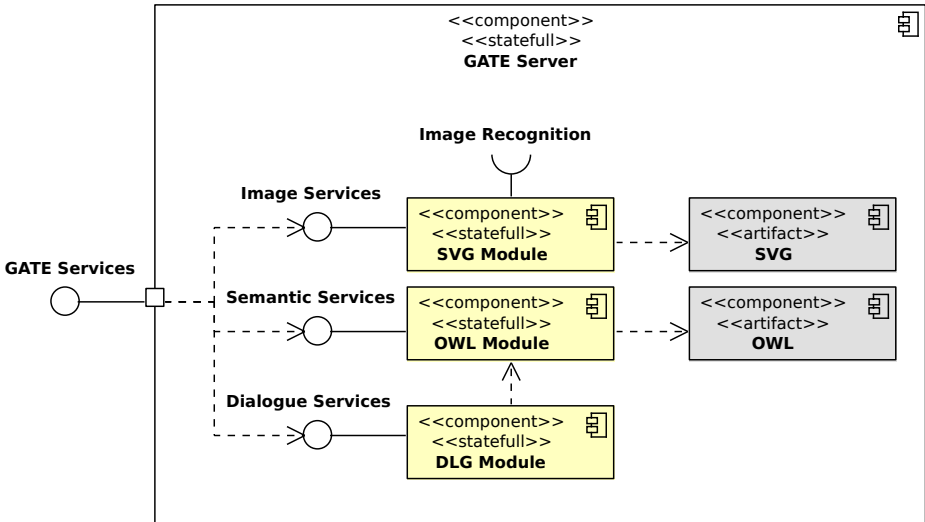 <<component>>
<<statefull>>
GATE Server
Image Recognition
Image Services
<<component>>
<<statefull>>
SVG Module
<<component>>
<<artifact>>
SVG
GATE Services
Semantic Services
<<component>>
<<statefull>>
OWL Module
<<component>>
<<artifact>>
OWL
Dialogue Services
<<component>>
<<statefull>>
DLG Module